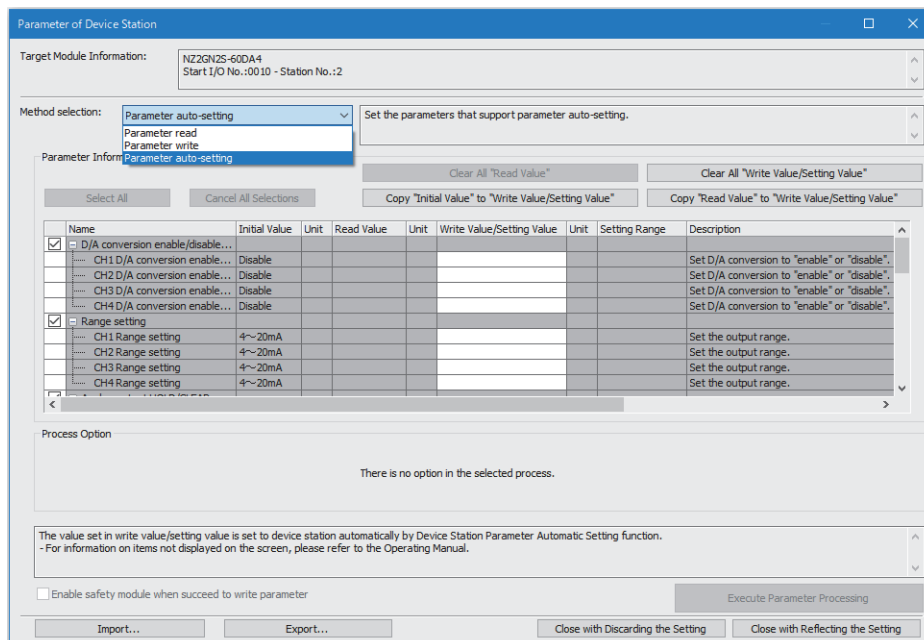 Parameter of Device Station
Target Module Information:
NZ2GN2S-60DA4
Start I/O No.:0010 - Station No.:2
Method selection:
Parameter auto-setting
Set the parameters that support parameter auto-setting.
Parameter read
Parameter write
Parameter auto-setting
Parameter
Clear All "Read Value"
Clear All "Write Value/Setting Value"
Select All
Cancel All Selections
Copy "Initial Value" to "Write Value/Setting Value"
Copy "Read Value" to "Write Value/Setting Value"
Name Initial Value Unit Read Value Unit Write Value/Setting Value Unit Setting Range Description
D/A conversion enable/disable...
CH1 D/A conversion enable... Disable Set D/A conversion to "enable" or "disable".
CH2 D/A conversion enable... Disable Set D/A conversion to "enable" or "disable".
CH3 D/A conversion enable... Disable Set D/A conversion to "enable" or "disable".
CH4 D/A conversion enable... Disable Set D/A conversion to "enable" or "disable".
Range setting
CH1 Range setting 4~20mA Set the output range.
CH2 Range setting 4~20mA Set the output range.
CH3 Range setting 4~20mA Set the output range.
CH4 Range setting 4~20mA Set the output range.
Process Option
There is no option in the selected process.
The value set in write value/setting value is set to device station automatically by Device Station Parameter Automatic Setting function.
- For information on items not displayed on the screen, please refer to the Operating Manual.
Enable safety module when succeed to write parameter
Execute Parameter Processing
Import...
Export...
Close with Discarding the Setting
Close with Reflecting the Setting